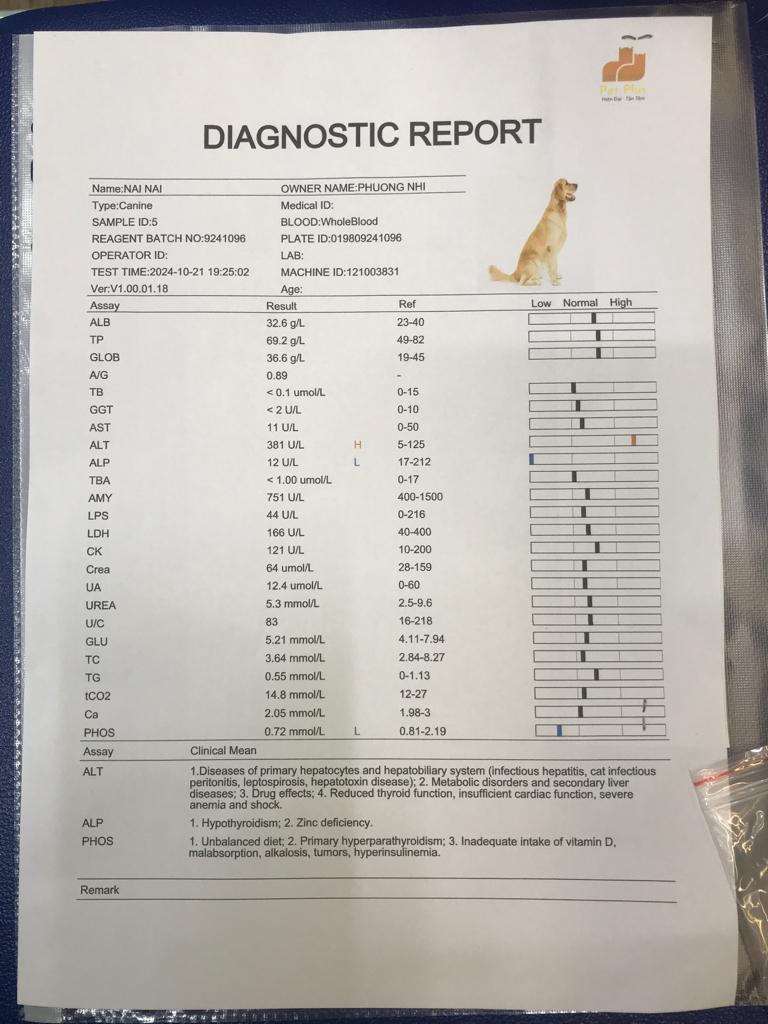 Pet Plus
Hiện Đại - Tận Tâm
DIAGNOSTIC REPORT
Name:NAI NAI OWNER NAME:PHUONG NHI
Type:Canine Medical ID:
SAMPLE ID:5 BLOOD:WholeBlood
REAGENT BATCH NO:9241096 PLATE ID:019809241096
OPERATOR ID: LAB:
TEST TIME:2024-10-21 19:25:02 MACHINE ID:121003831
Ver:V1.00.01.18 Age:
Assay Result Ref Low Normal High
ALB 32.6 g/L 23-40
TP 69.2 g/L 49-82
GLOB 36.6 g/L 19-45
A/G 0.89 -
TB < 0.1 umol/L 0-15
GGT < 2 U/L 0-10
AST 11 U/L 0-50
ALT 381 U/L H 5-125
ALP 12 U/L L 17-212
TBA < 1.00 umol/L 0-17
AMY 751 U/L 400-1500
LPS 44 U/L 0-216
LDH 166 U/L 40-400
CK 121 U/L 10-200
Crea 64 umol/L 28-159
UA 12.4 umol/L 0-60
UREA 5.3 mmol/L 2.5-9.6
U/C 83 16-218
GLU 5.21 mmol/L 4.11-7.94
TC 3.64 mmol/L 2.84-8.27
TG 0.55 mmol/L 0-1.13
tCO2 14.8 mmol/L 12-27
Ca 2.05 mmol/L 1.98-3
PHOS 0.72 mmol/L L 0.81-2.19
Assay Clinical Mean
ALT 1.Diseases of primary hepatocytes and hepatobiliary system (infectious hepatitis, cat infectious
peritonitis, leptospirosis, hepatotoxin disease); 2. Metabolic disorders and secondary liver
diseases; 3. Drug effects; 4. Reduced thyroid function, insufficient cardiac function, severe
anemia and shock.
ALP 1. Hypothyroidism; 2. Zinc deficiency.
PHOS 1. Unbalanced diet; 2. Primary hyperparathyroidism; 3. Inadequate intake of vitamin D,
malabsorption, alkalosis, tumors, hyperinsulinemia.
Remark